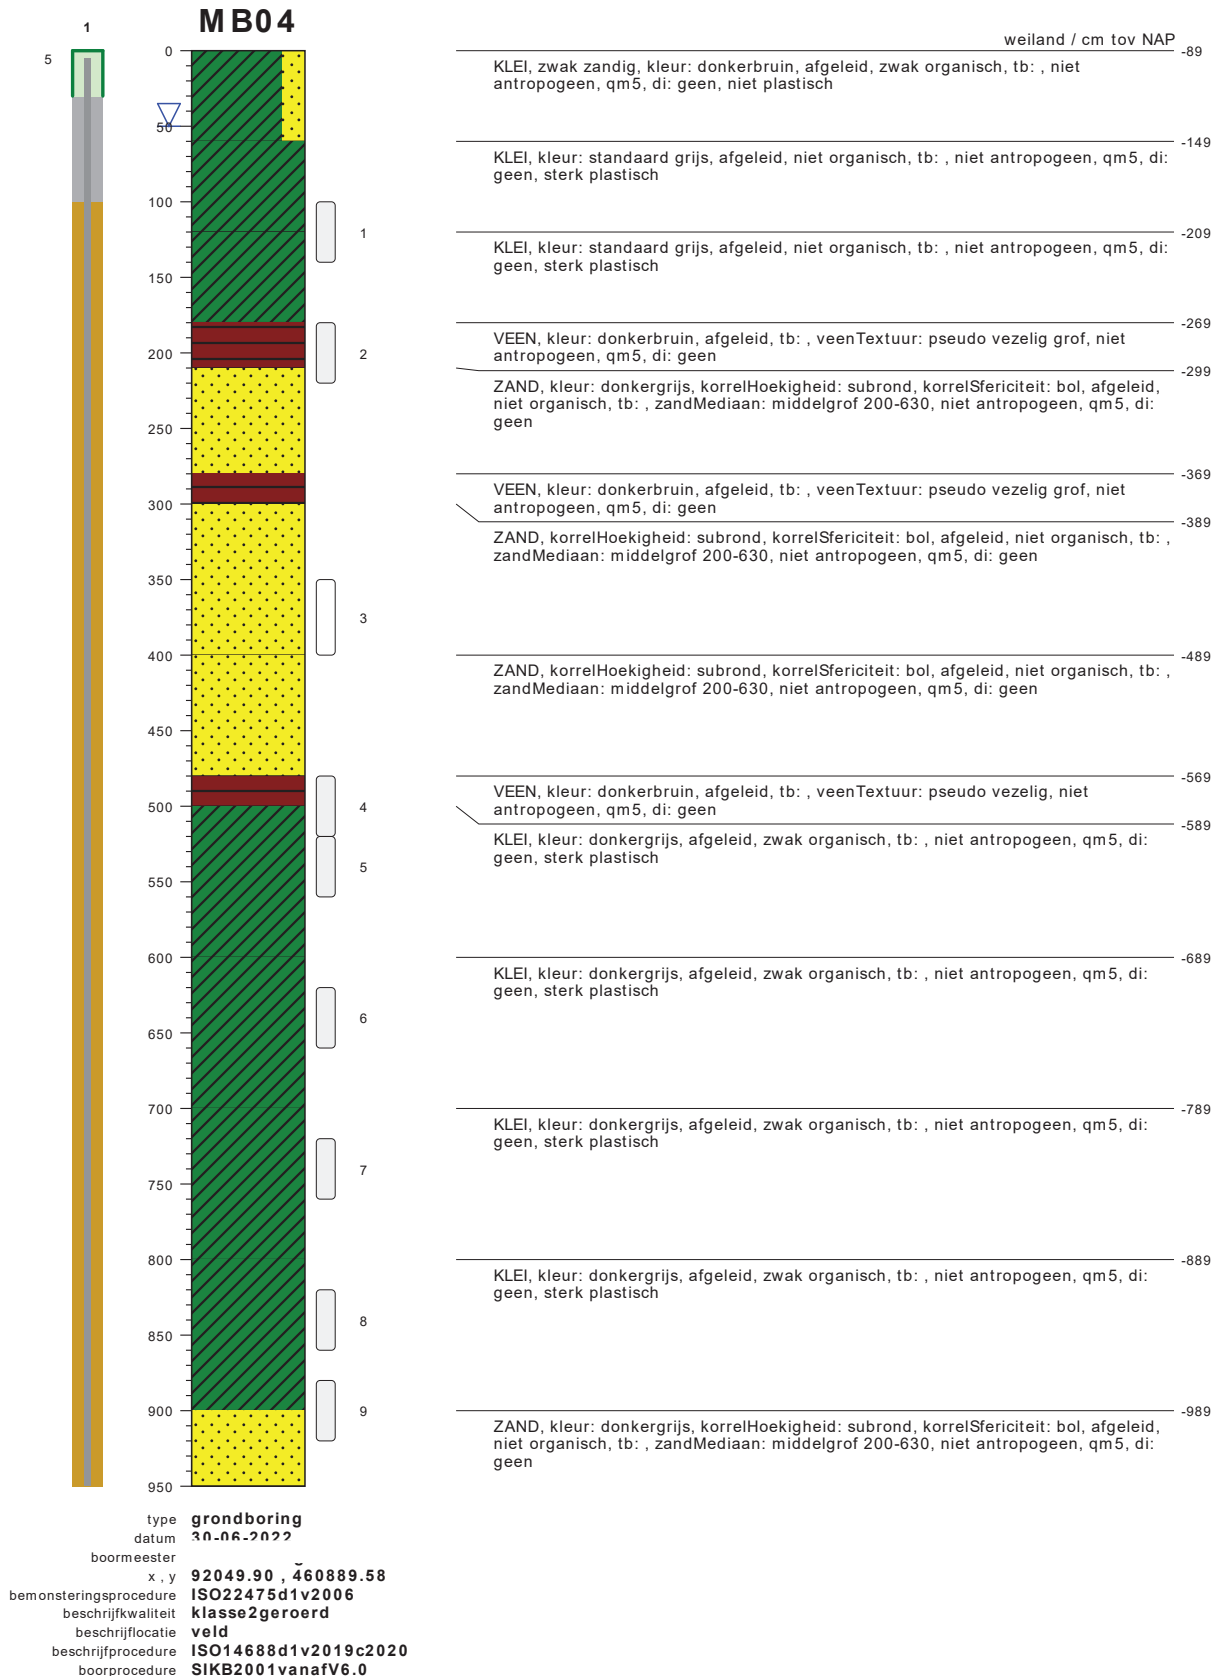 MB04
1
5
weiland / cm tov NAP
0
50
100
150
200
250
300
350
400
450
500
550
600
650
700
750
800
850
900
950
1
2
3
4
5
6
7
8
9
-89
KLEI, zwak zandig, kleur: donkerbruin, afgeleid, zwak organisch, tb: , niet
antropogeen, qm5, di: geen, niet plastisch
-149
KLEI, kleur: standaard grijs, afgeleid, niet organisch, tb: , niet antropogeen, qm5, di:
geen, sterk plastisch
-209
KLEI, kleur: standaard grijs, afgeleid, niet organisch, tb: , niet antropogeen, qm5, di:
geen, sterk plastisch
-269
VEEN, kleur: donkerbruin, afgeleid, tb: , veenTextuur: pseudo vezelig grof, niet
antropogeen, qm5, di: geen
-299
ZAND, kleur: donkergrijs, korrelHoekigheid: subrond, korrelSfericiteit: bol, afgeleid,
niet organisch, tb: , zandMediaan: middelgrof 200-630, niet antropogeen, qm5, di:
geen
-369
VEEN, kleur: donkerbruin, afgeleid, tb: , veenTextuur: pseudo vezelig grof, niet
antropogeen, qm5, di: geen
-389
ZAND, korrelHoekigheid: subrond, korrelSfericiteit: bol, afgeleid, niet organisch, tb: ,
zandMediaan: middelgrof 200-630, niet antropogeen, qm5, di: geen
-489
ZAND, korrelHoekigheid: subrond, korrelSfericiteit: bol, afgeleid, niet organisch, tb: ,
zandMediaan: middelgrof 200-630, niet antropogeen, qm5, di: geen
-569
VEEN, kleur: donkerbruin, afgeleid, tb: , veenTextuur: pseudo vezelig, niet
antropogeen, qm5, di: geen
-589
KLEI, kleur: donkergrijs, afgeleid, zwak organisch, tb: , niet antropogeen, qm5, di:
geen, sterk plastisch
-689
KLEI, kleur: donkergrijs, afgeleid, zwak organisch, tb: , niet antropogeen, qm5, di:
geen, sterk plastisch
-789
KLEI, kleur: donkergrijs, afgeleid, zwak organisch, tb: , niet antropogeen, qm5, di:
geen, sterk plastisch
-889
KLEI, kleur: donkergrijs, afgeleid, zwak organisch, tb: , niet antropogeen, qm5, di:
geen, sterk plastisch
-989
ZAND, kleur: donkergrijs, korrelHoekigheid: subrond, korrelSfericiteit: bol, afgeleid,
niet organisch, tb: , zandMediaan: middelgrof 200-630, niet antropogeen, qm5, di:
geen
type grondboring
datum 30-06-2022
boormeester
x , y 92049.90 , 460889.58
bemonsteringsprocedure ISO22475d1v2006
beschrijfkwaliteit klasse2geroerd
beschrijflocatie veld
beschrijfprocedure ISO14688d1v2019c2020
boorprocedure SIKB2001vanafV6.0